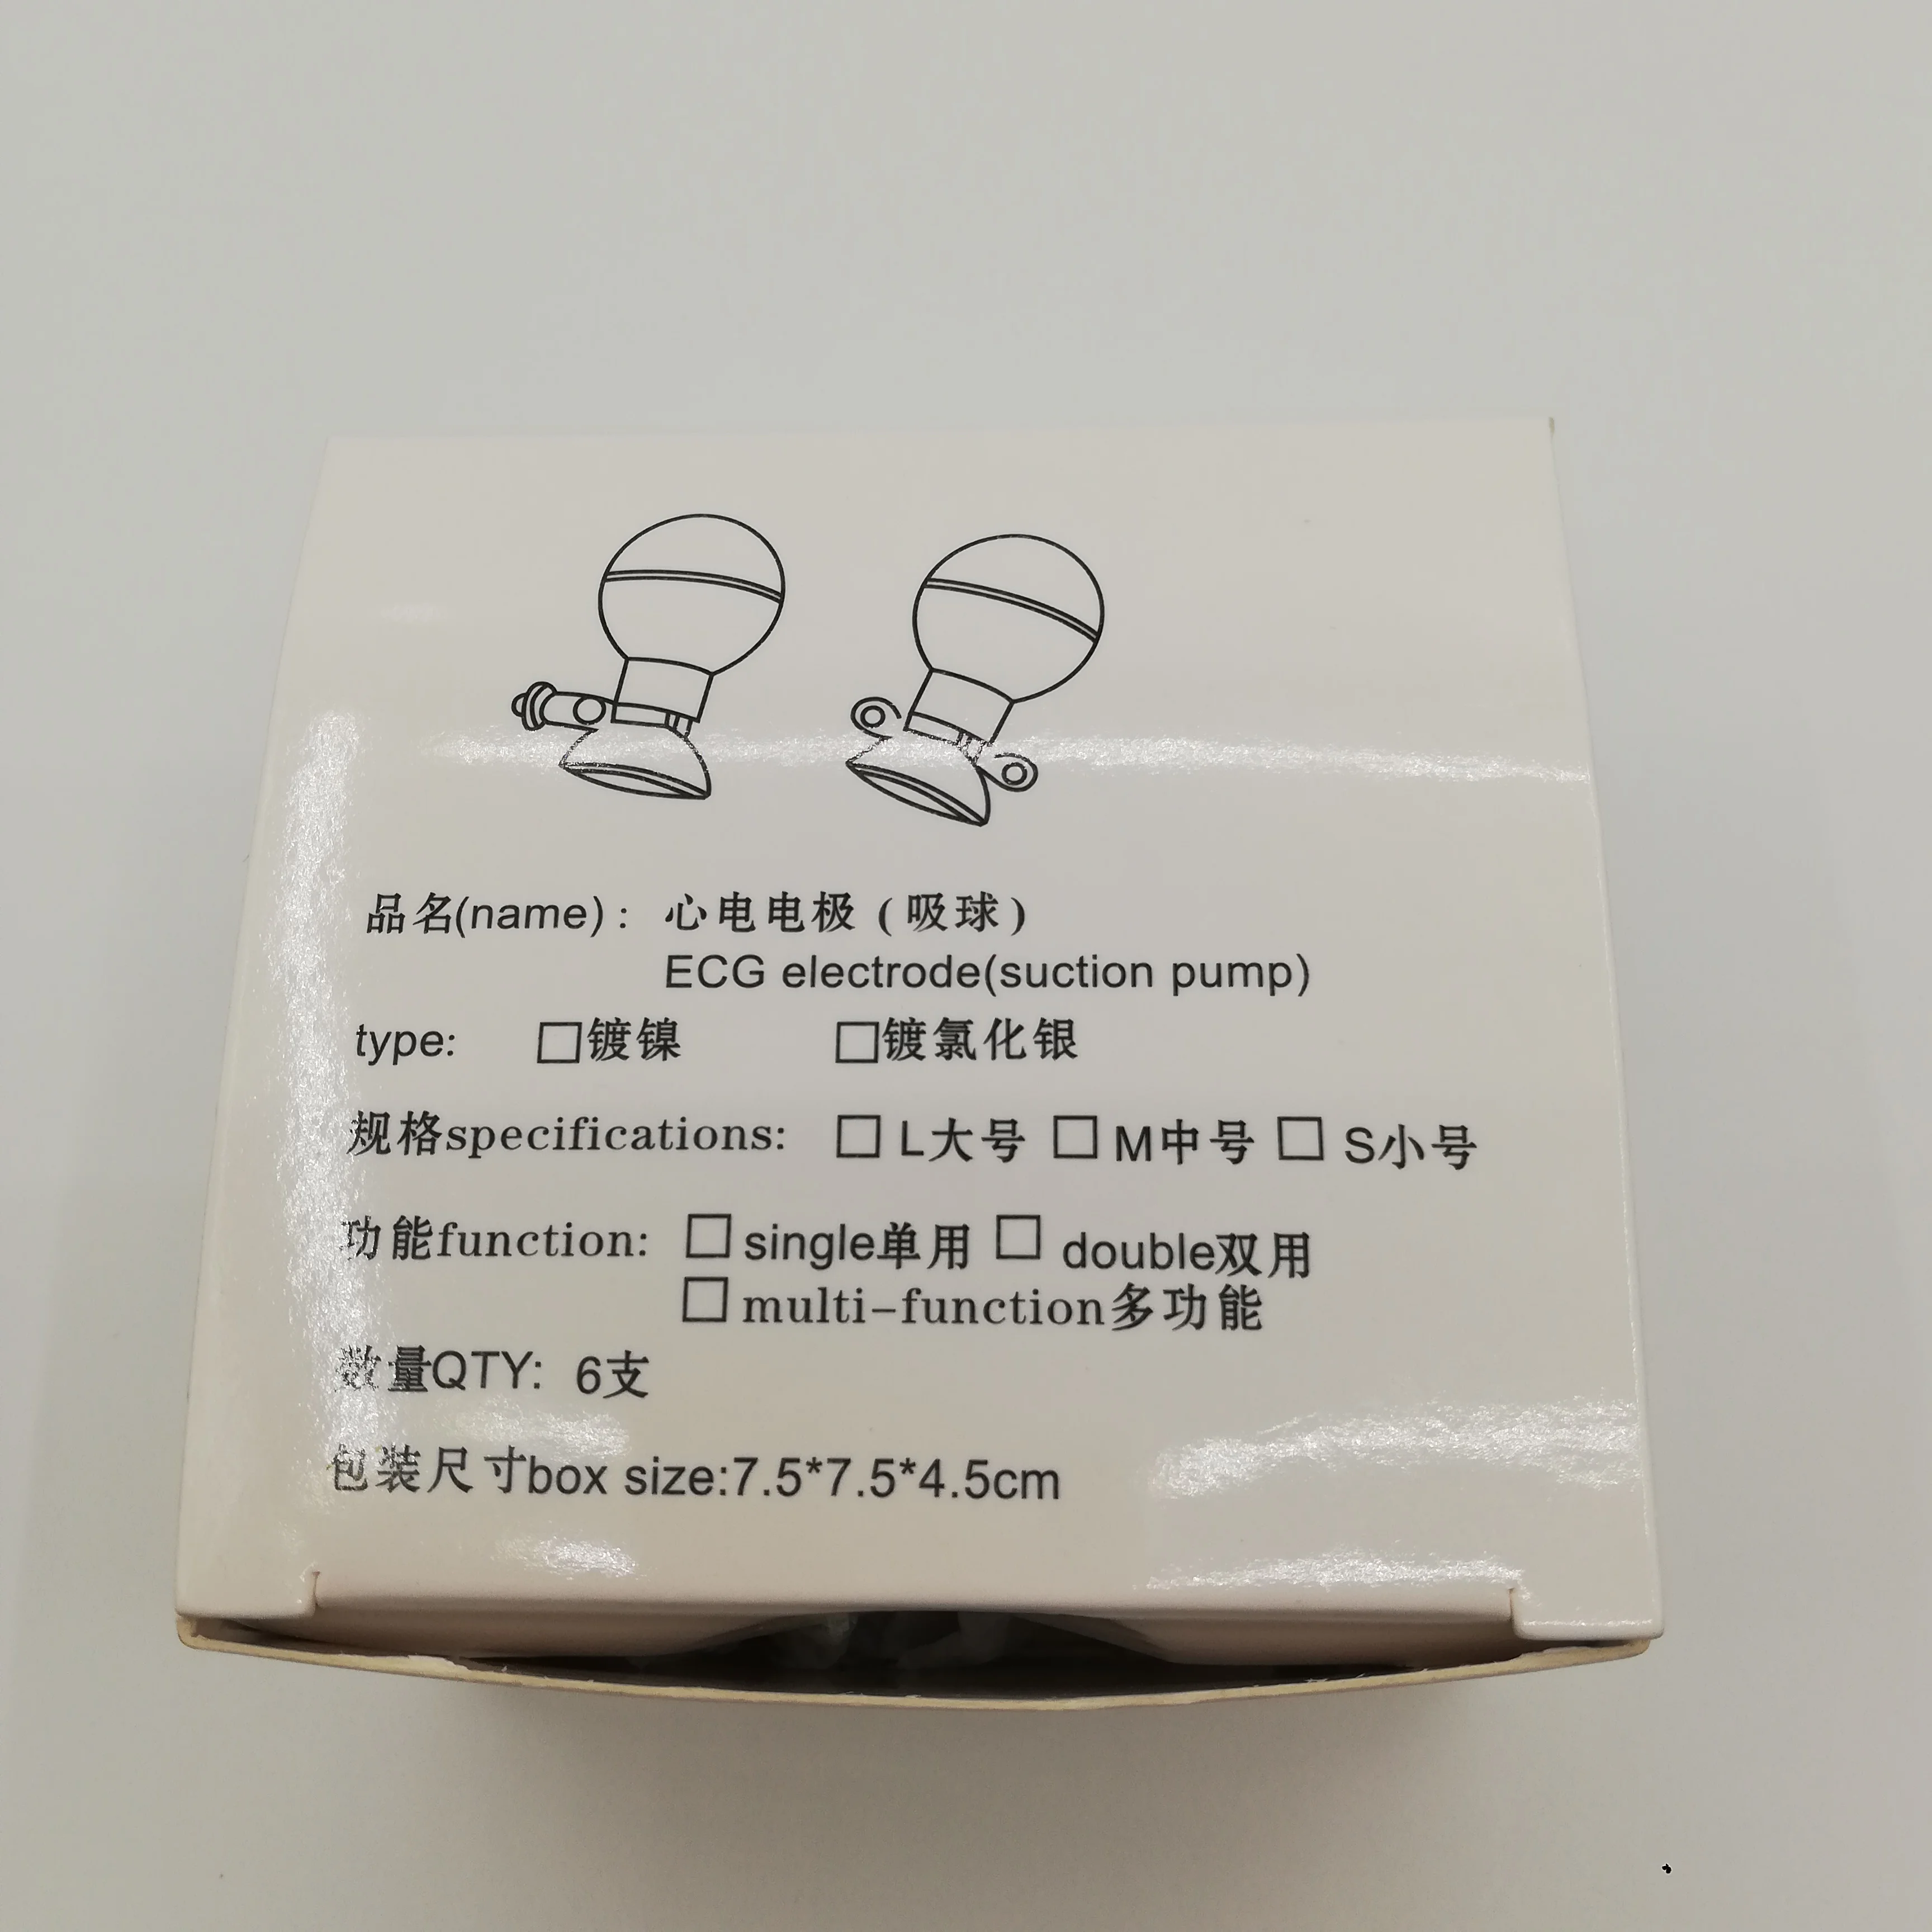 品名(name)：心电电极（吸球）
ECG electrode(suction pump)
type: □镀镍 □镀氯化银
规格specifications: □ L大号 □ M中号 □ S小号
功能function: □ single单用 □ double双用
□ multi-function多功能
数量QTY: 6支
包装尺寸box size:7.5*7.5*4.5cm